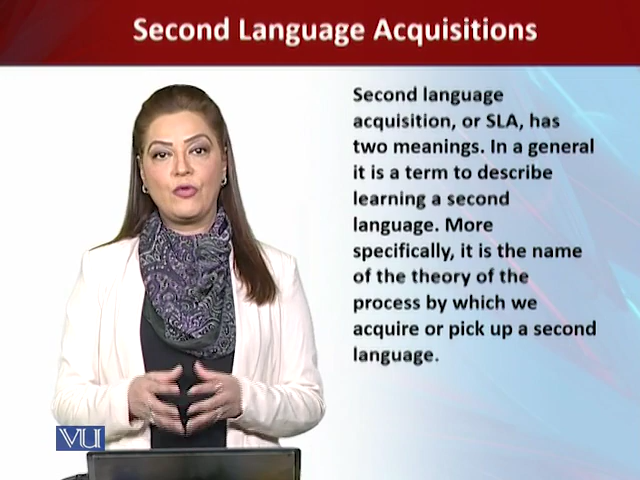 Second Language Acquisitions
Second language
acquisition, or SLA, has
two meanings. In a general
it is a term to describe
learning a second
language. More
specifically, it is the name
of the theory of the
process by which we
acquire or pick up a second
language.
VU